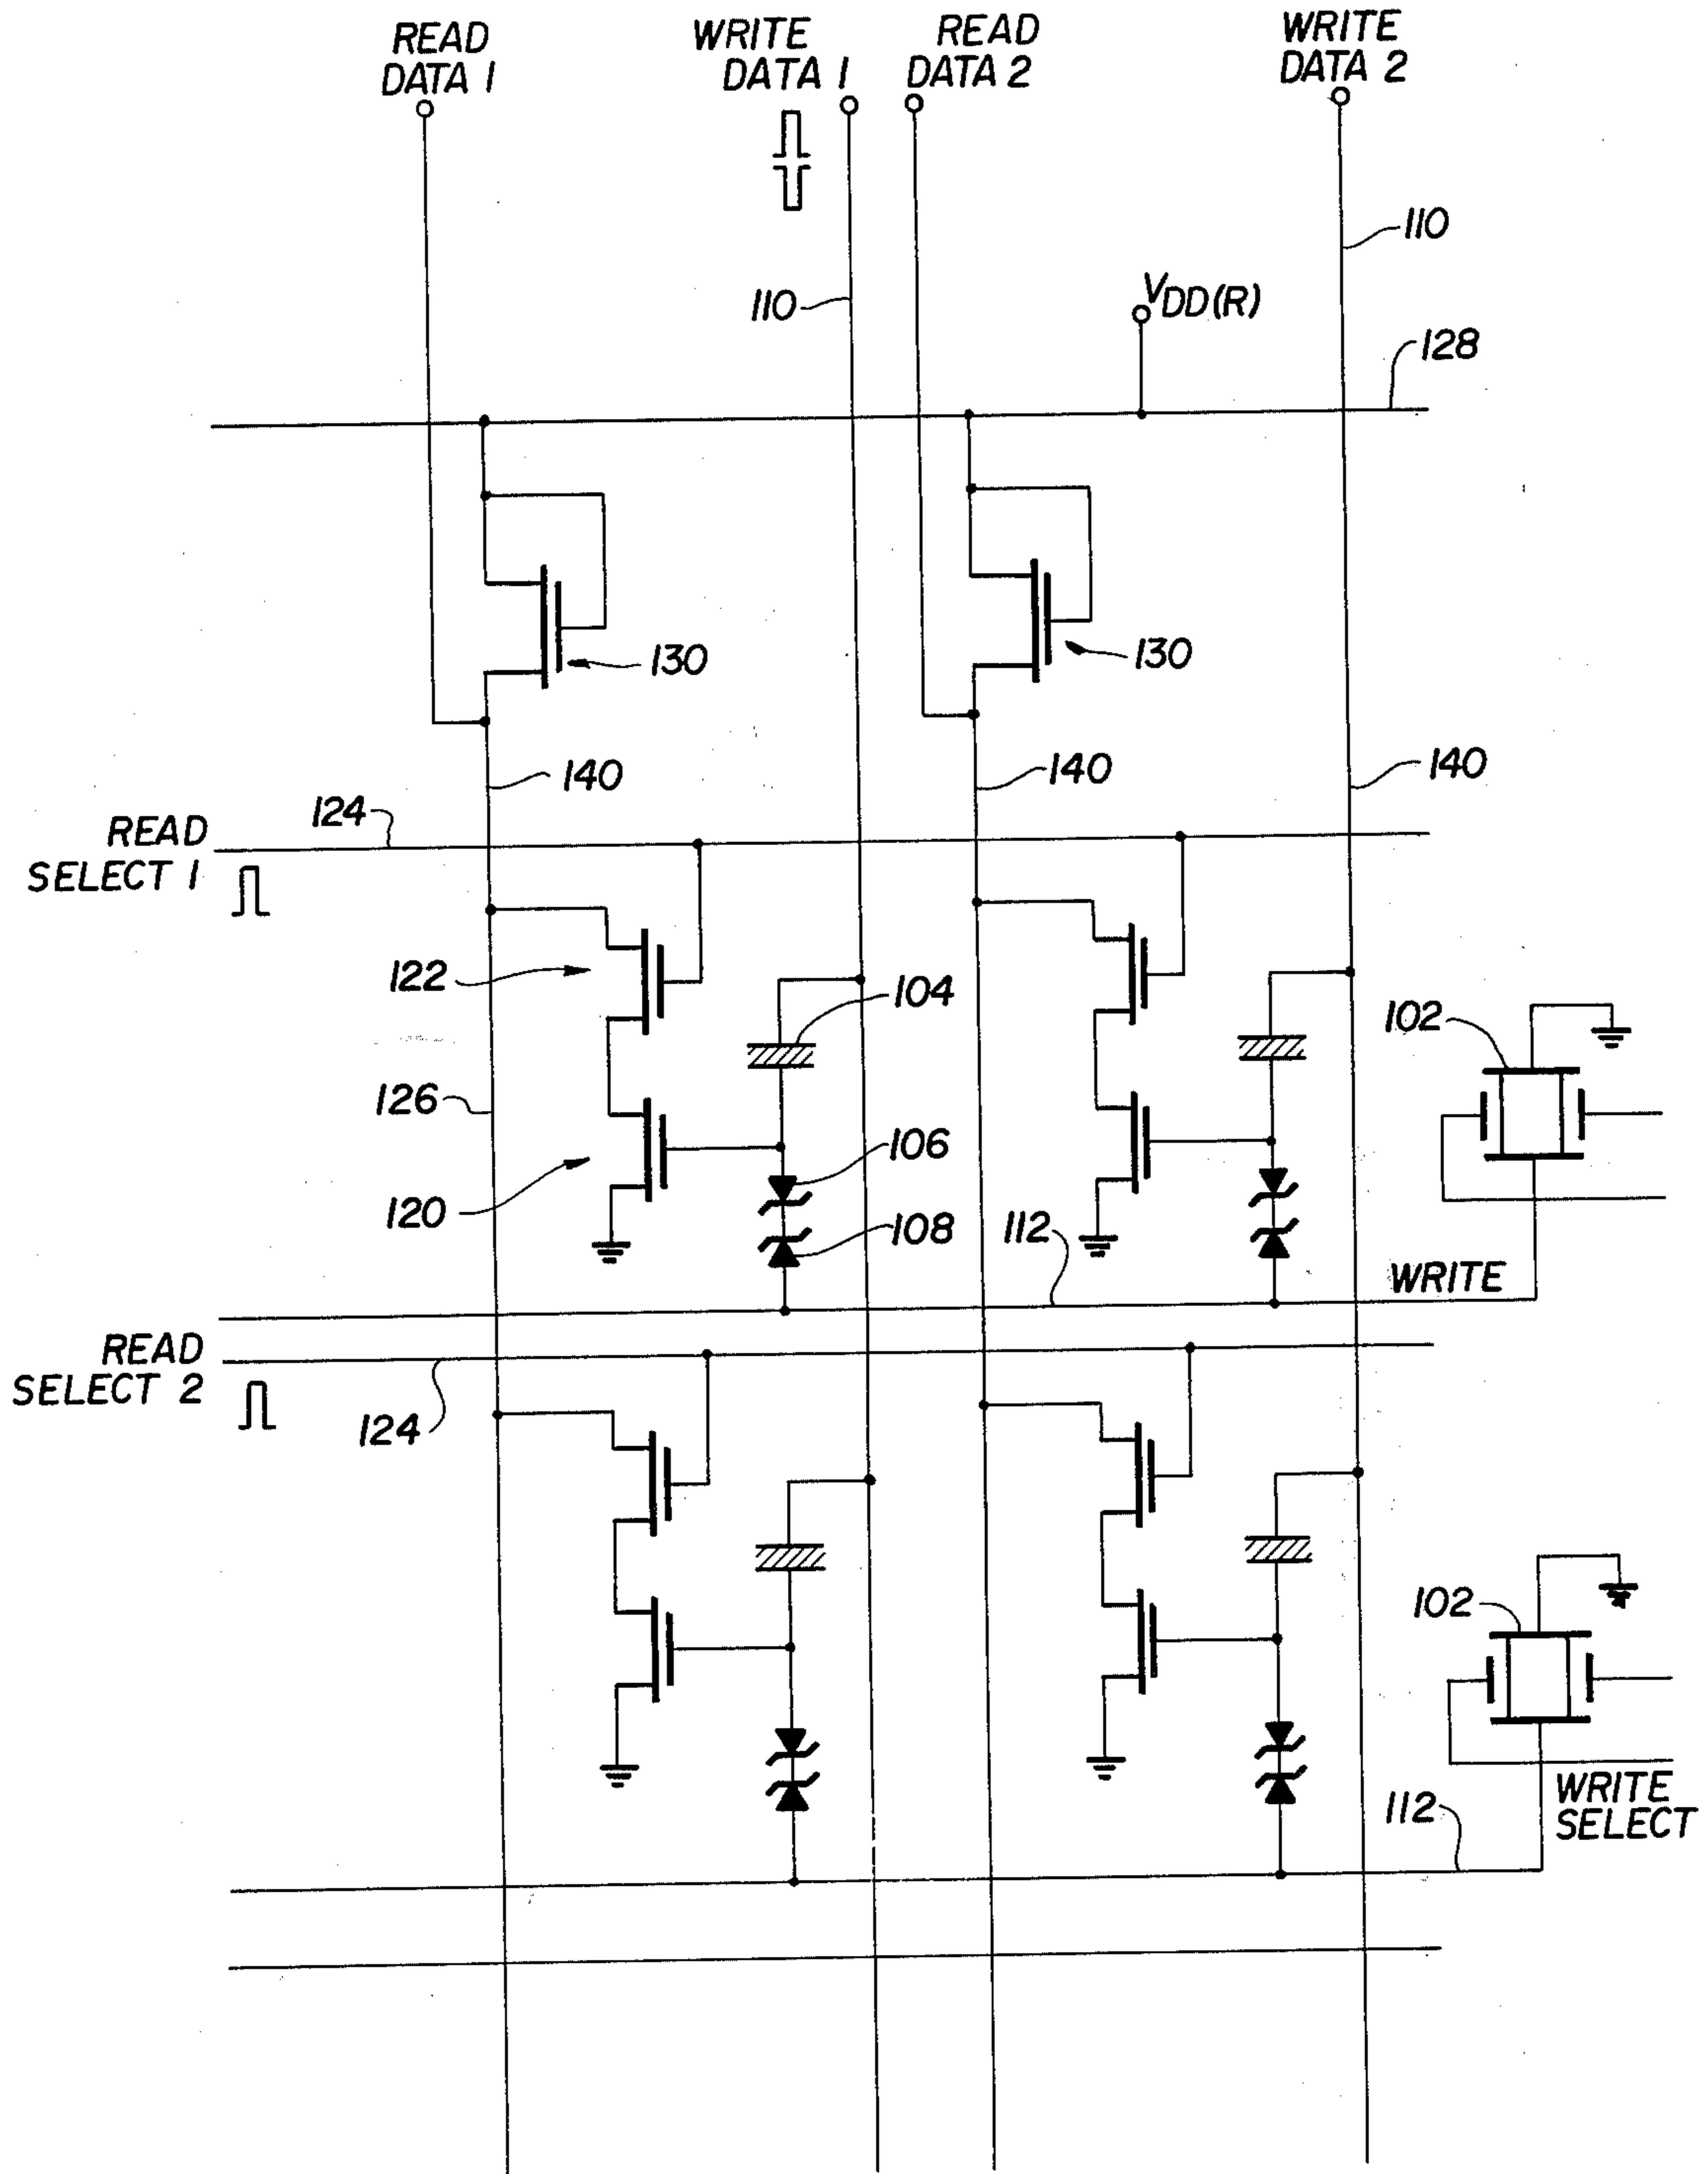 READ
DATA 1
WRITE
DATA 1
READ
DATA 2
WRITE
DATA 2
110
110
VDD(R)
128
130
130
140
140
140
READ
SELECT 1
124
122
104
102
126
106
120
108
112
WRITE
READ
SELECT 2
124
102
WRITE
SELECT
112